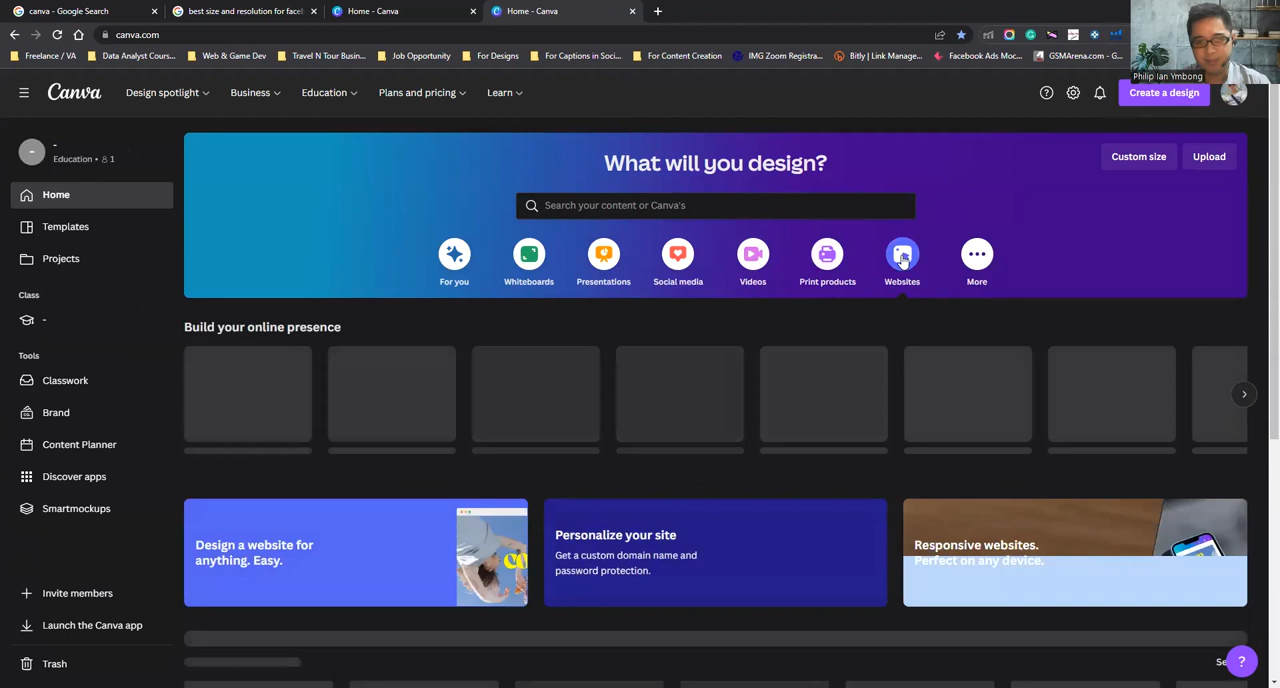 canva - Google Search
best size and resolution for faceb
Home - Canva
Home - Canva
canva.com
Freelance / VA
Data Analyst Cours...
Web & Game Dev
Travel N Tour Busin...
Job Opportunity
For Designs
For Captions in Soci...
For Content Creation
IMG Zoom Registra...
Bitly | Link Manage...
Facebook Ads Moc...
GSMArena.com - G...
Philip Ian Ymbong
Canva
Design spotlight
Business
Education
Plans and pricing
Learn
Create a design
-
Education • 1
Home
Templates
Projects
Class
-
Tools
Classwork
Brand
Content Planner
Discover apps
Smartmockups
Invite members
Launch the Canva app
Trash
What will you design?
Custom size
Upload
Search your content or Canva's
For you
Whiteboards
Presentations
Social media
Videos
Print products
Websites
More
Build your online presence
Design a website for
anything. Easy.
Personalize your site
Get a custom domain name and
password protection.
Responsive websites.
Perfect on any device.
?